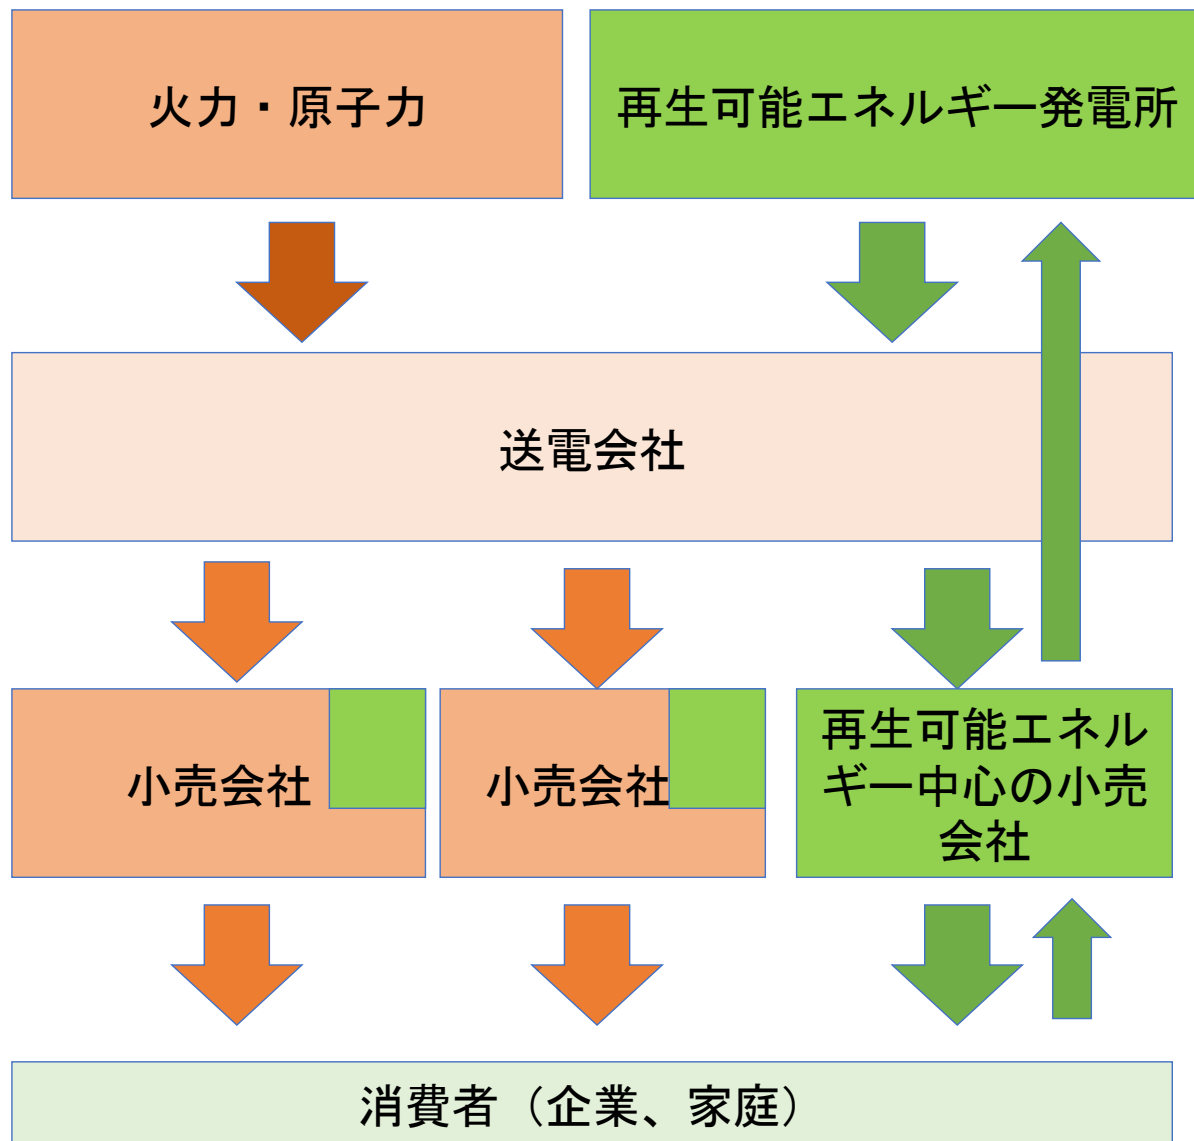 火力・原子力
再生可能エネルギー発電所
送電会社
小売会社
小売会社
再生可能エネル
ギー中心の小売
会社
消費者（企業、家庭）